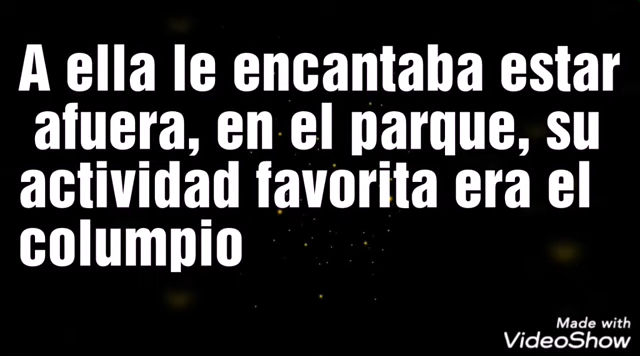 A ella le encantaba estar
afuera, en el parque, su
actividad favorita era el
columpio
Made with
VideoShow